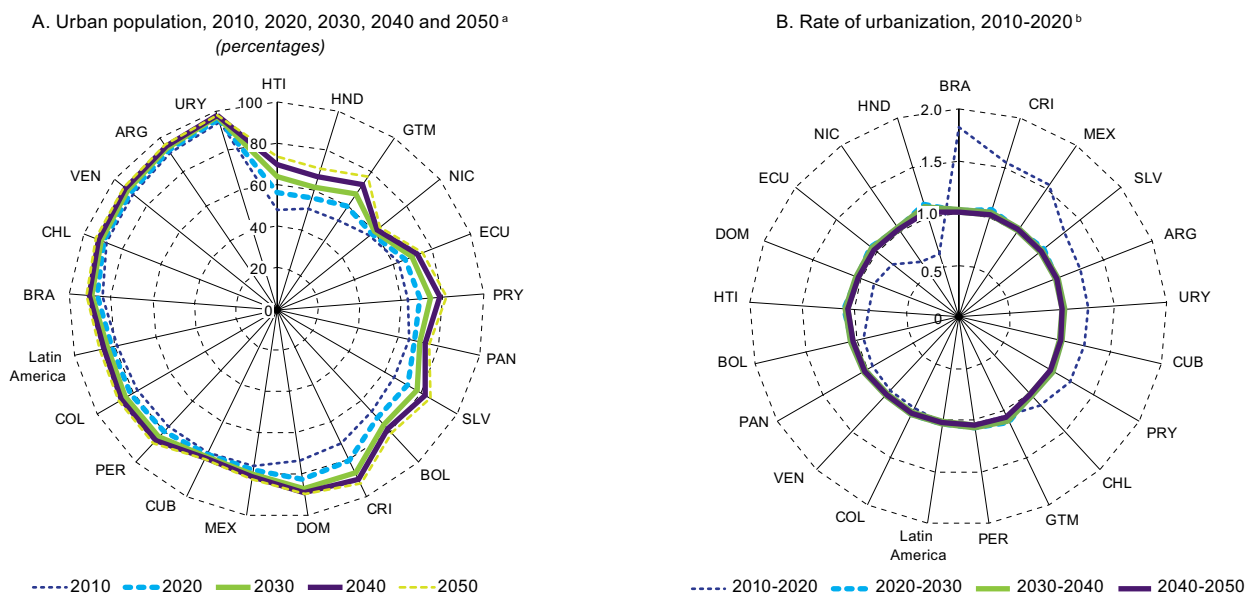 A. Urban population, 2010, 2020, 2030, 2040 and 2050 a
(percentages)
HTI
HND
GTM
NIC
ECU
PRY
PAN
SLV
BOL
CRI
DOM
MEX
CUB
PER
COL
Latin
America
BRA
CHL
VEN
ARG
URY
100
80
60
40
20
0
2010
2020
2030
2040
2050
B. Rate of urbanization, 2010-2020 b
BRA
CRI
MEX
SLV
ARG
URY
CUB
PRY
CHL
GTM
PER
Latin
America
COL
VEN
PAN
BOL
HTI
DOM
ECU
NIC
HND
2.0
1.5
1.0
0.5
0
2010-2020
2020-2030
2030-2040
2040-2050